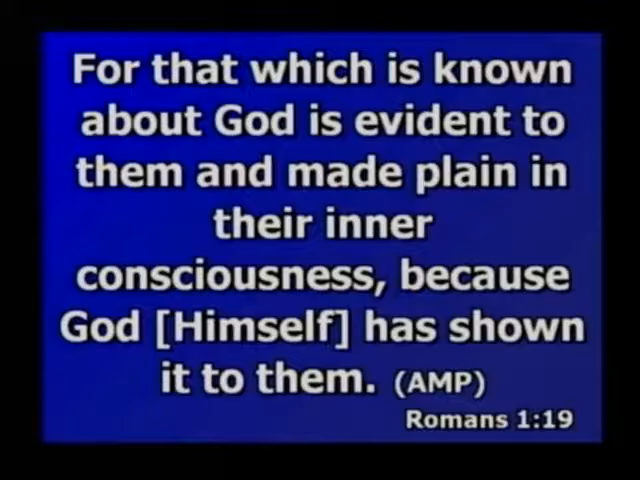 For that which is known
about God is evident to
them and made plain in
their inner
consciousness, because
God [Himself] has shown
it to them. (AMP)
Romans 1:19